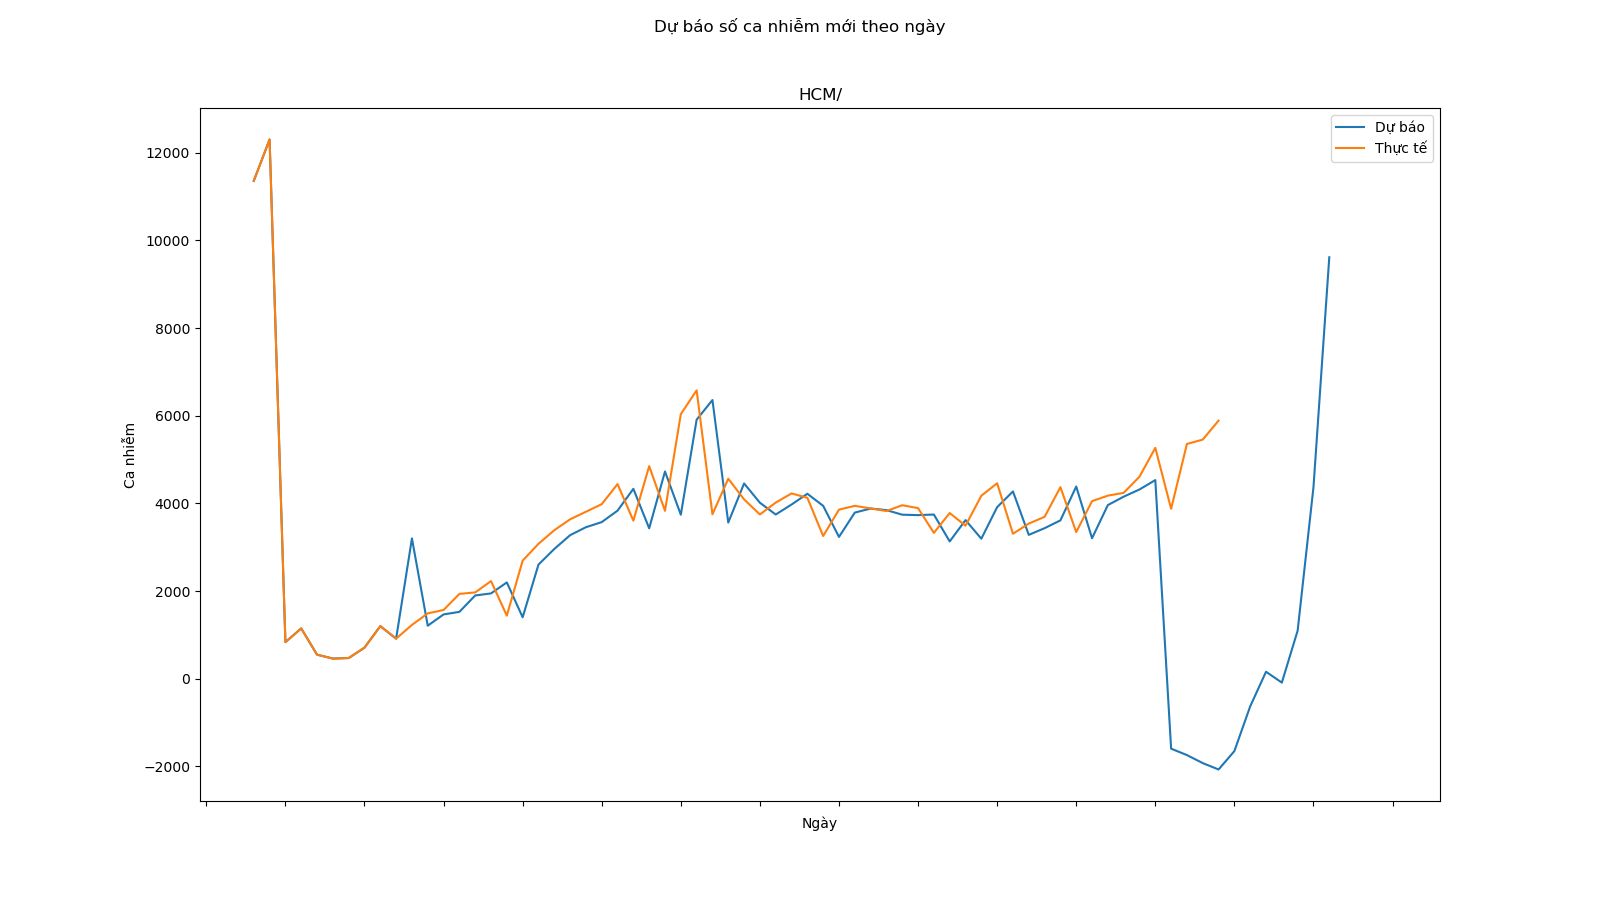 Dự báo số ca nhiễm mới theo ngày
HCM/
Dự báo
Thực tế
12000
10000
8000
6000
4000
2000
0
−2000
Ca nhiễm
Ngày